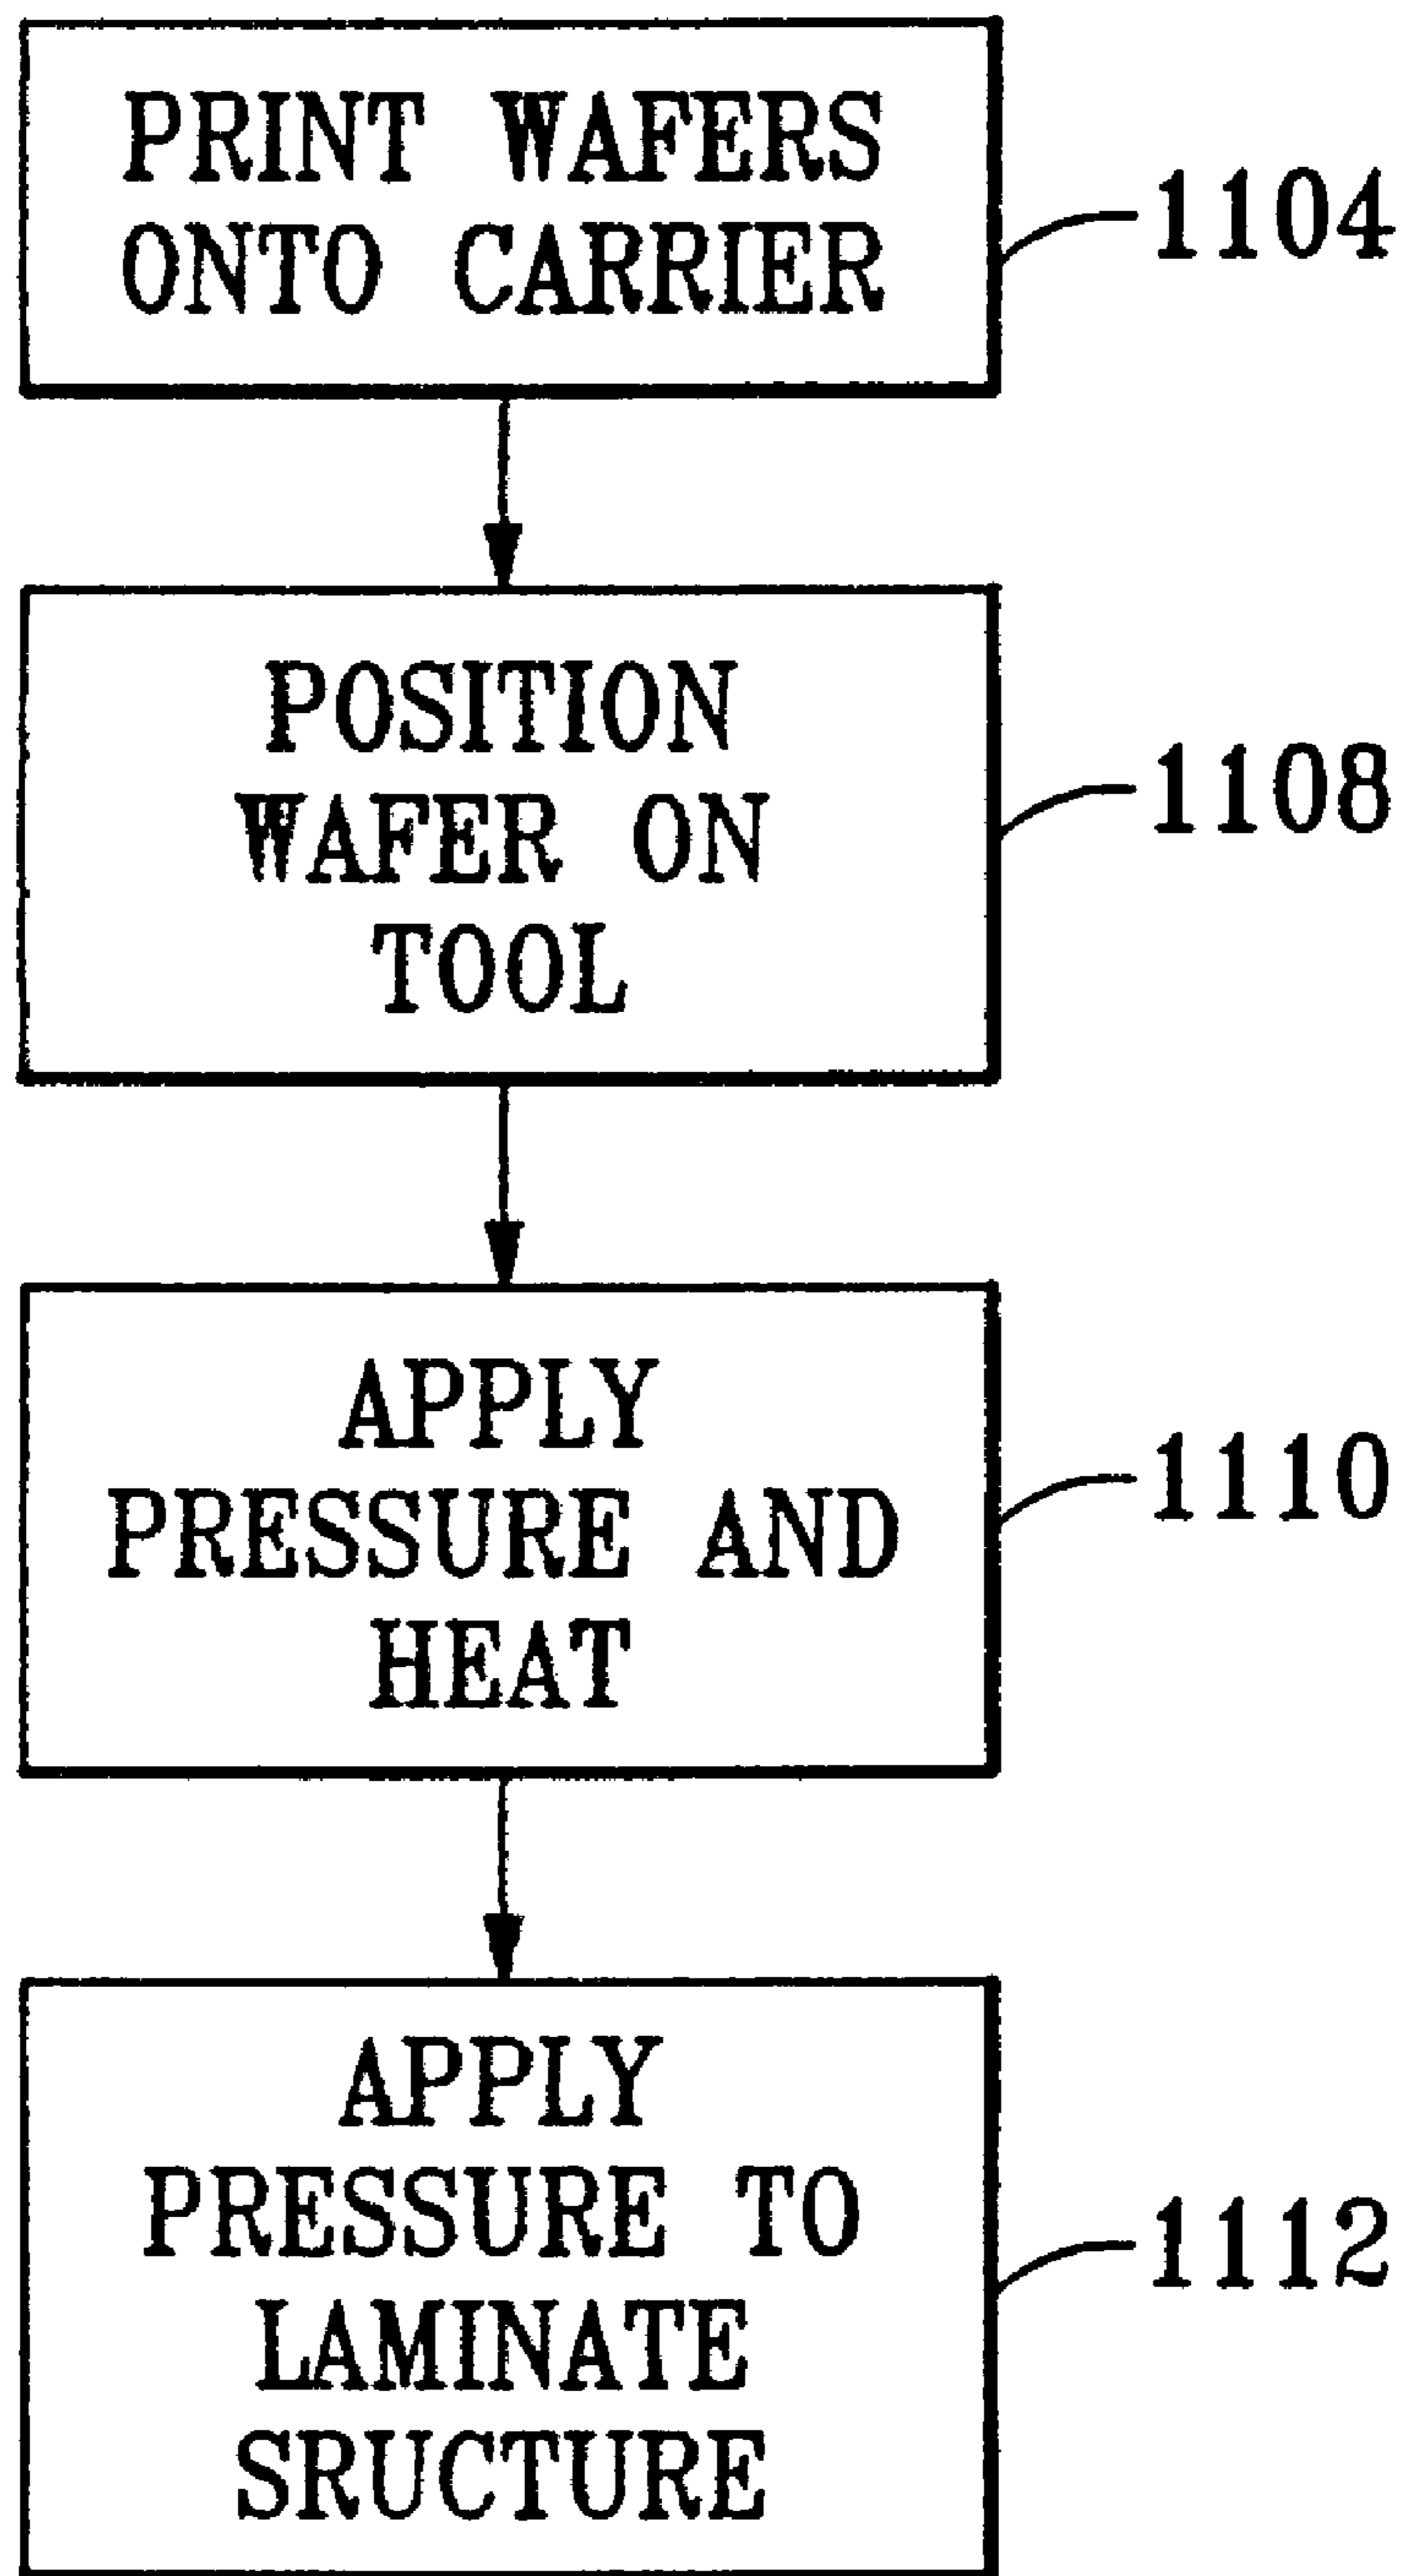 PRINT WAFERS
ONTO CARRIER
1104
POSITION
WAFER ON
TOOL
1108
APPLY
PRESSURE AND
HEAT
1110
APPLY
PRESSURE TO
LAMINATE
SRUCTURE
1112